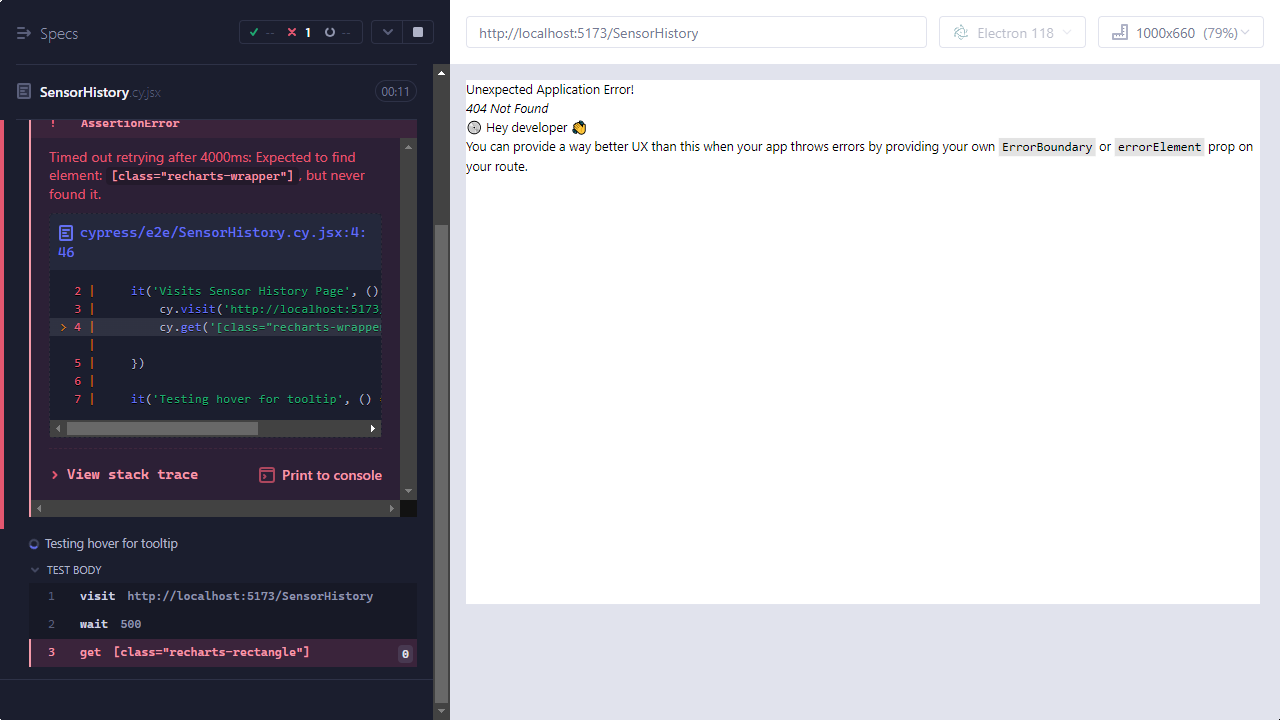 Specs
-- 1 --
SensorHistory.cy.jsx 00:11
! AssertionError
Timed out retrying after 4000ms: Expected to find
element: [class="recharts-wrapper"], but never
found it.
cypress/e2e/SensorHistory.cy.jsx:4:
46
2 | it('Visits Sensor History Page', ()
3 | cy.visit('http://localhost:5173/
> 4 | cy.get('[class="recharts-wrapper
|
5 | })
6 |
7 | it('Testing hover for tooltip', () =
> View stack trace Print to console
Testing hover for tooltip
TEST BODY
1 visit http://localhost:5173/SensorHistory
2 wait 500
3 get [class="recharts-rectangle"] 0
http://localhost:5173/SensorHistory Electron 118 1000x660 (79%)
Unexpected Application Error!
404 Not Found
💿 Hey developer 👋
You can provide a way better UX than this when your app throws errors by providing your own ErrorBoundary or errorElement prop on
your route.